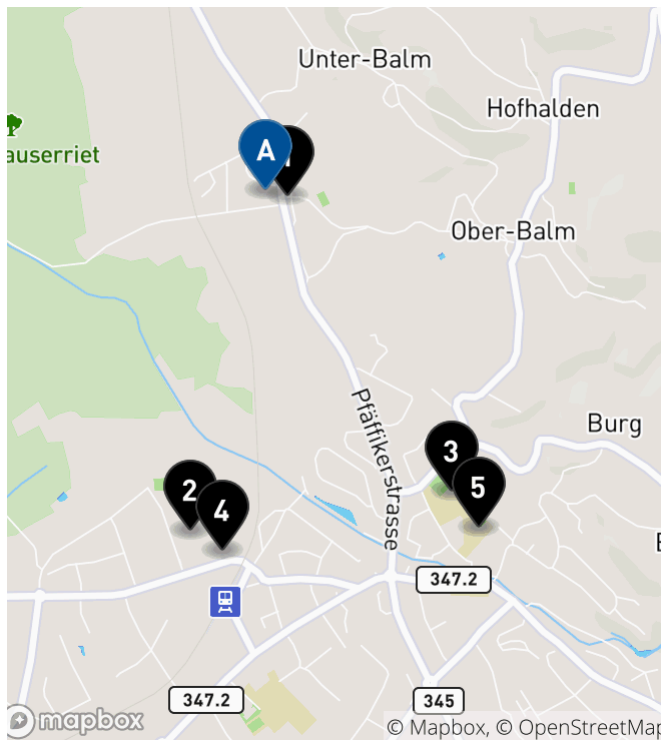 Unter-Balm
Hofhalden
auserriet
A
1
Ober-Balm
Pfäffikerstrasse
Burg
3
2
5
4
347.2
347.2
345
mapbox
© Mapbox, © OpenStreetMap